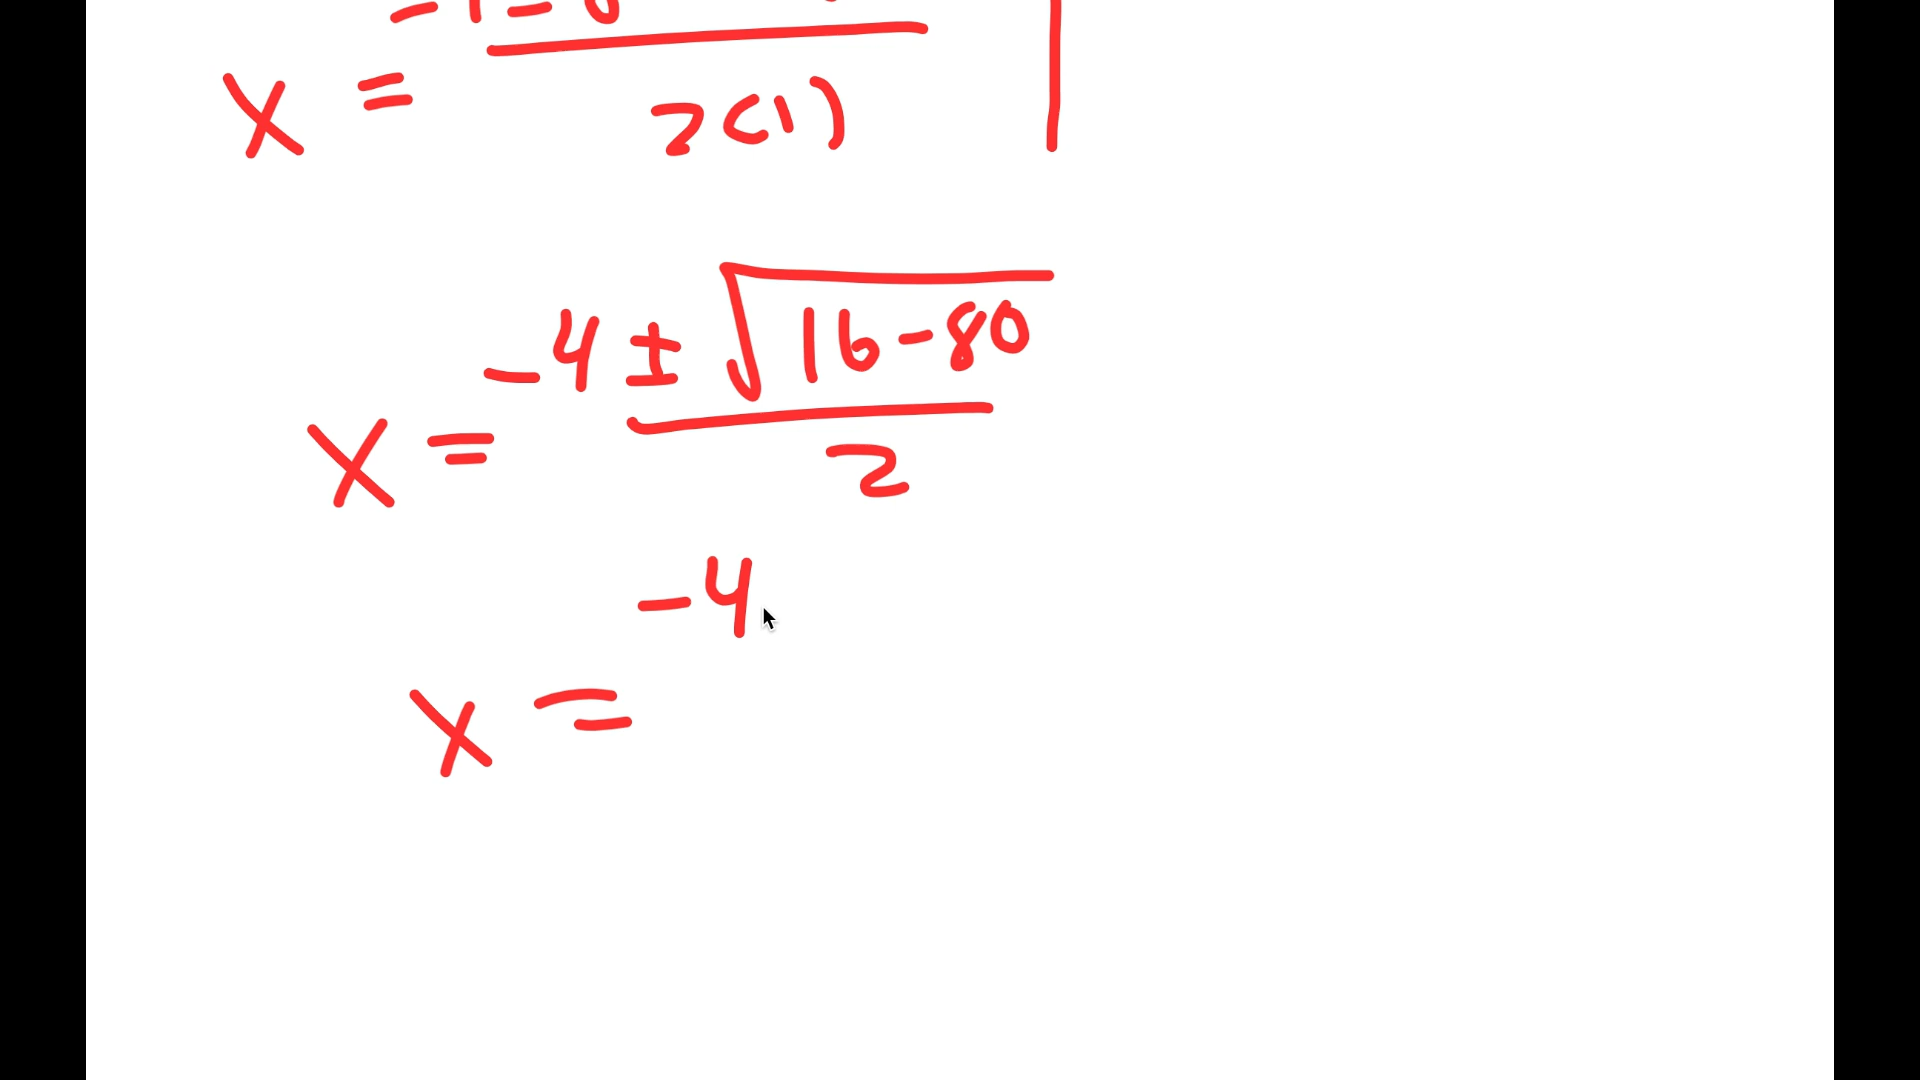 x =
2(1)
-4 ± √16-80
x =
2
-4
x =